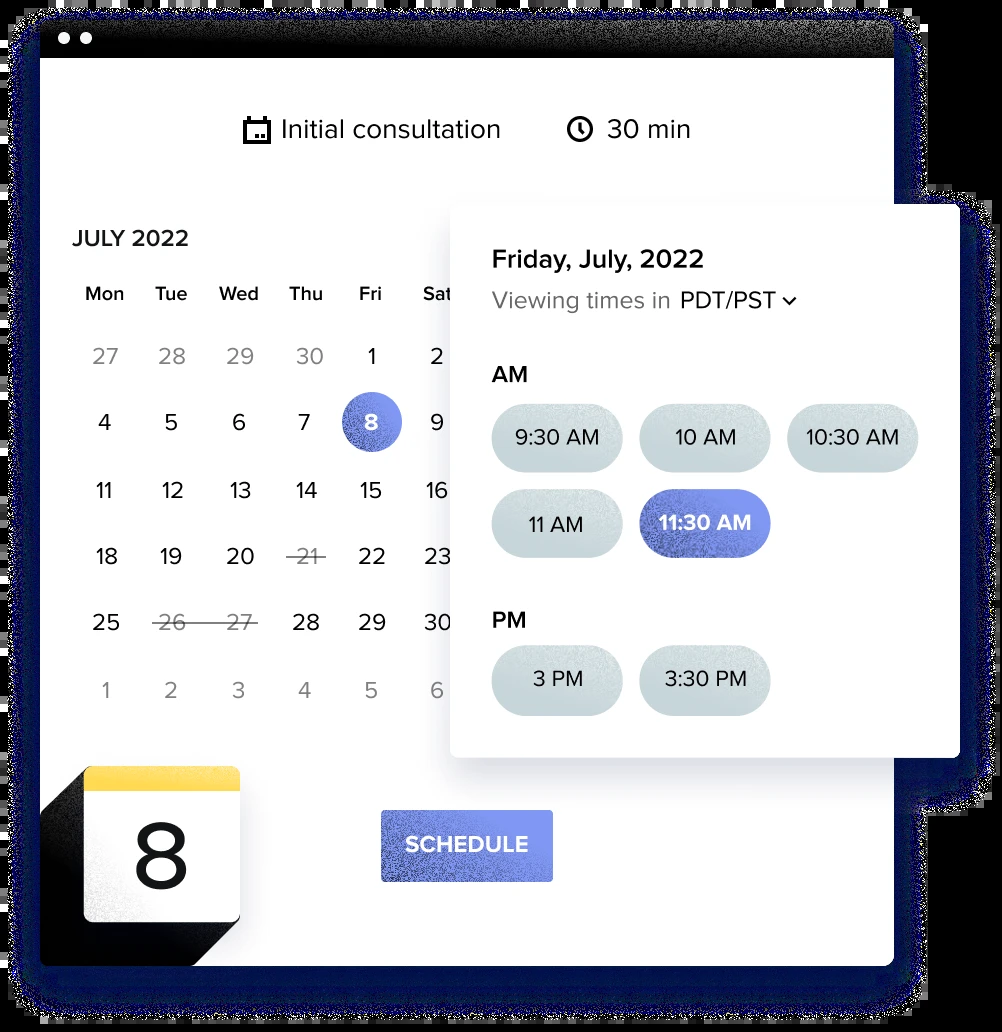 Initial consultation
30 min
JULY 2022
Mon Tue Wed Thu Fri Sat
27 28 29 30 1 2
4 5 6 7 8 9
11 12 13 14 15 16
18 19 20 21 22 23
25 26 27 28 29 30
1 2 3 4 5 6
Friday, July, 2022
Viewing times in PDT/PST
AM
9:30 AM 10 AM 10:30 AM
11 AM 11:30 AM
PM
3 PM 3:30 PM
8
SCHEDULE